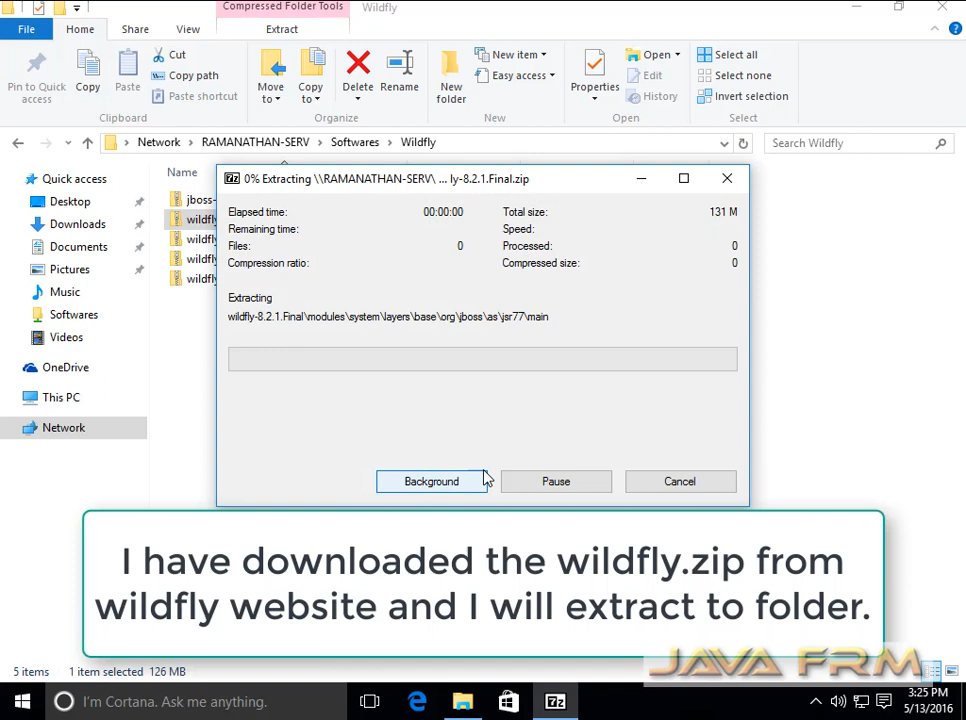 Compressed Folder Tools
Wildfly
File
Home
Share
View
Extract
Pin to Quick access
Copy
Paste
Cut
Copy path
Paste shortcut
Clipboard
Move to
Copy to
Delete
Rename
Organize
New folder
New item
Easy access
New
Properties
Open
Edit
History
Open
Select all
Select none
Invert selection
Select
Network
RAMANATHAN-SERV
Softwares
Wildfly
Search Wildfly
Quick access
Desktop
Downloads
Documents
Pictures
Music
Softwares
Videos
OneDrive
This PC
Network
Name
jboss-
wildfly
wildfly
wildfly
wildfly
7z 0% Extracting \\RAMANATHAN-SERV\ ... ly-8.2.1.Final.zip
Elapsed time: 00:00:00 Total size: 131 M
Remaining time: Speed:
Files: 0 Processed: 0
Compression ratio: Compressed size: 0
Extracting
wildfly-8.2.1.Final\modules\system\layers\base\org\jboss\as\jsr77\main
Background
Pause
Cancel
I have downloaded the wildfly.zip from
wildfly website and I will extract to folder.
5 items 1 item selected 126 MB
JAVA FRM
I'm Cortana. Ask me anything.
7z
3:25 PM
5/13/2016